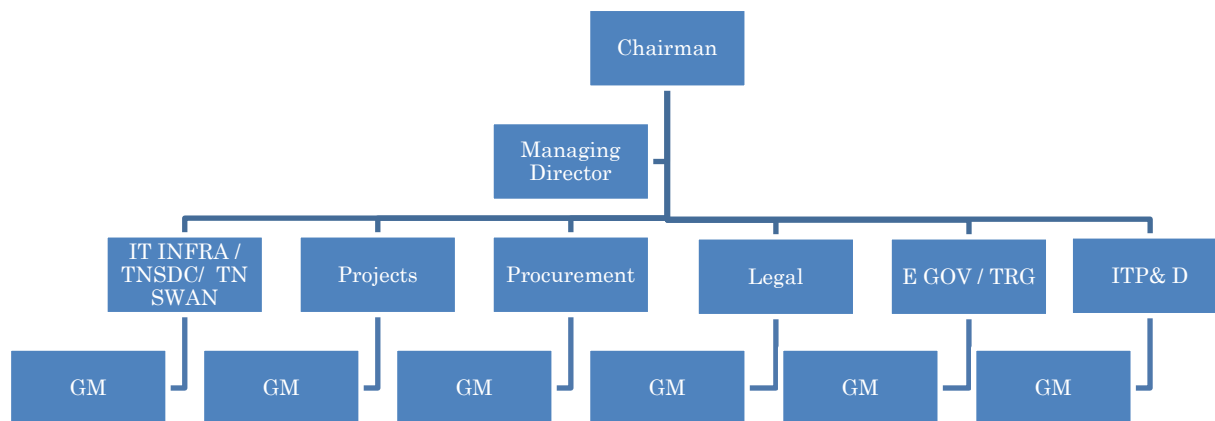 Chairman
Managing
Director
IT INFRA /
TNSDC/ TN
SWAN
Projects
Procurement
Legal
E GOV / TRG
ITP& D
GM
GM
GM
GM
GM
GM